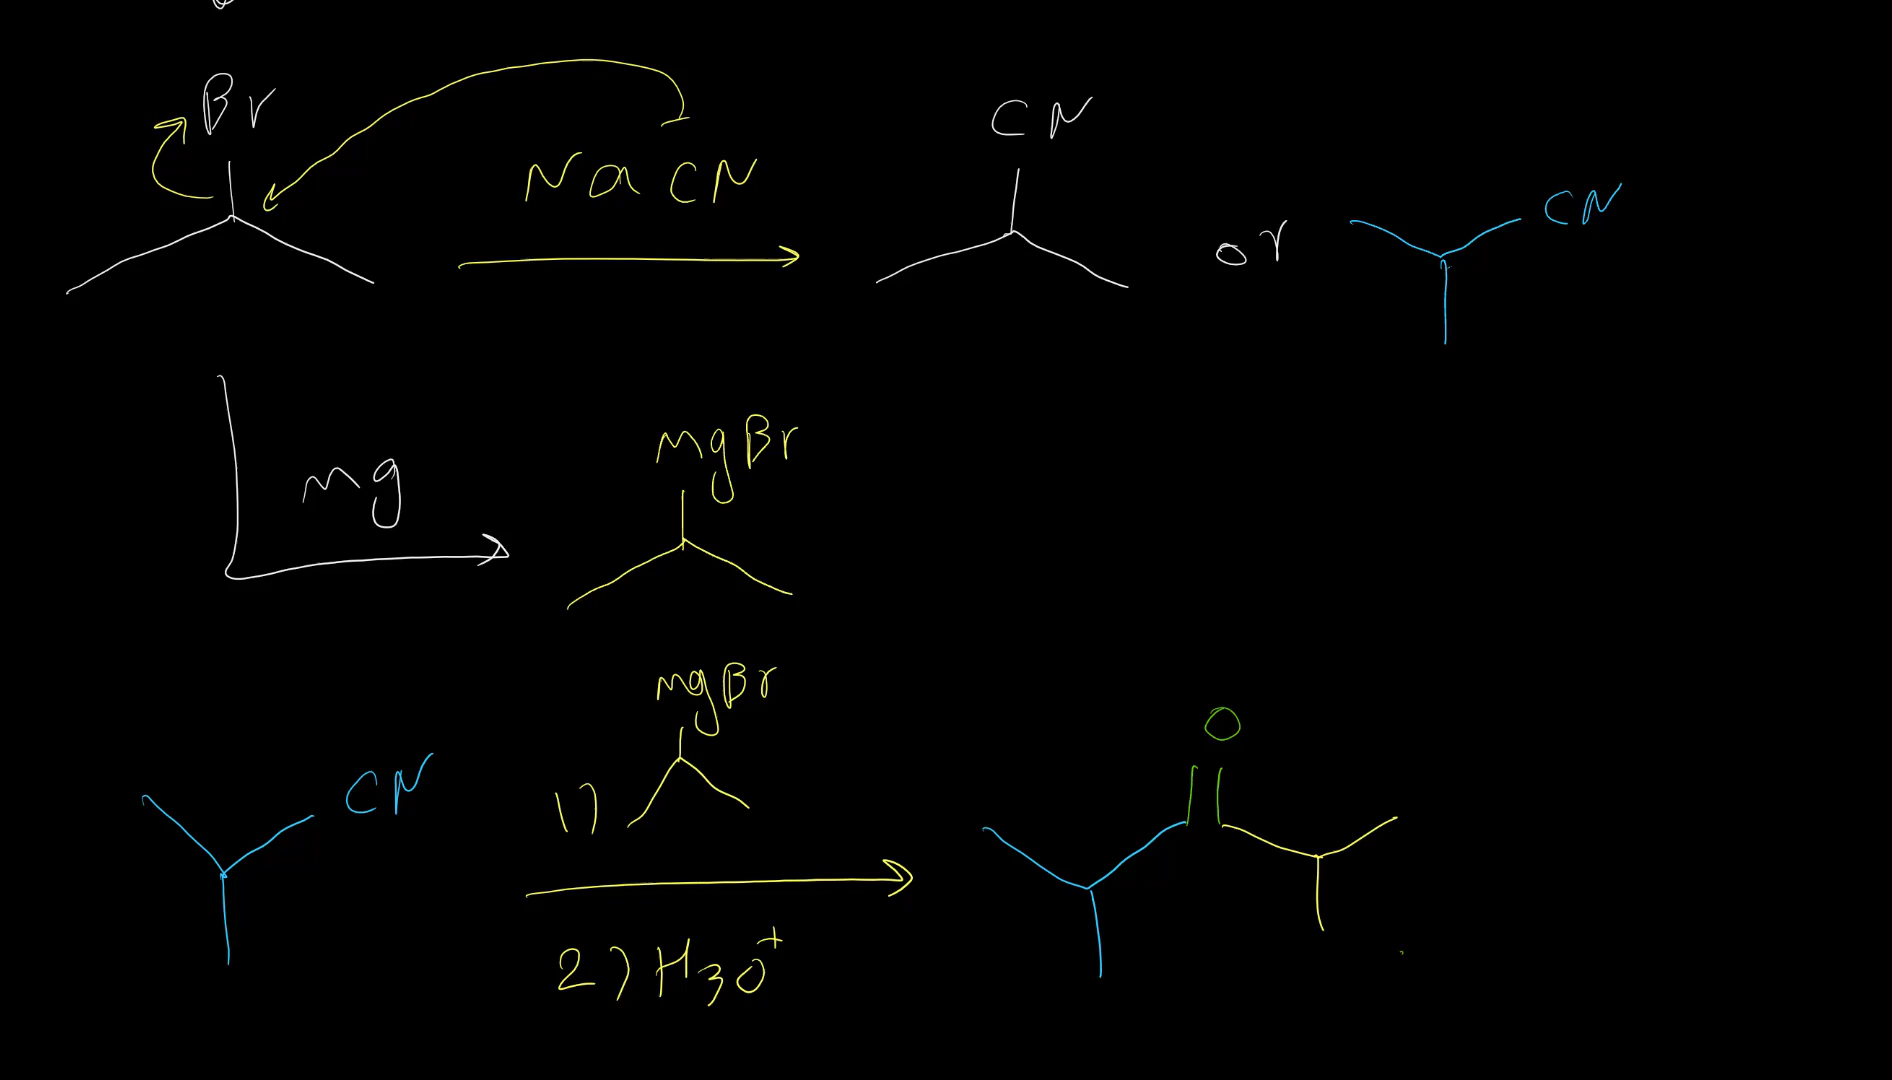 Br
NaCN
CN
or
CN
Mg
MgBr
CN
1)
MgBr
2) H3O+
O